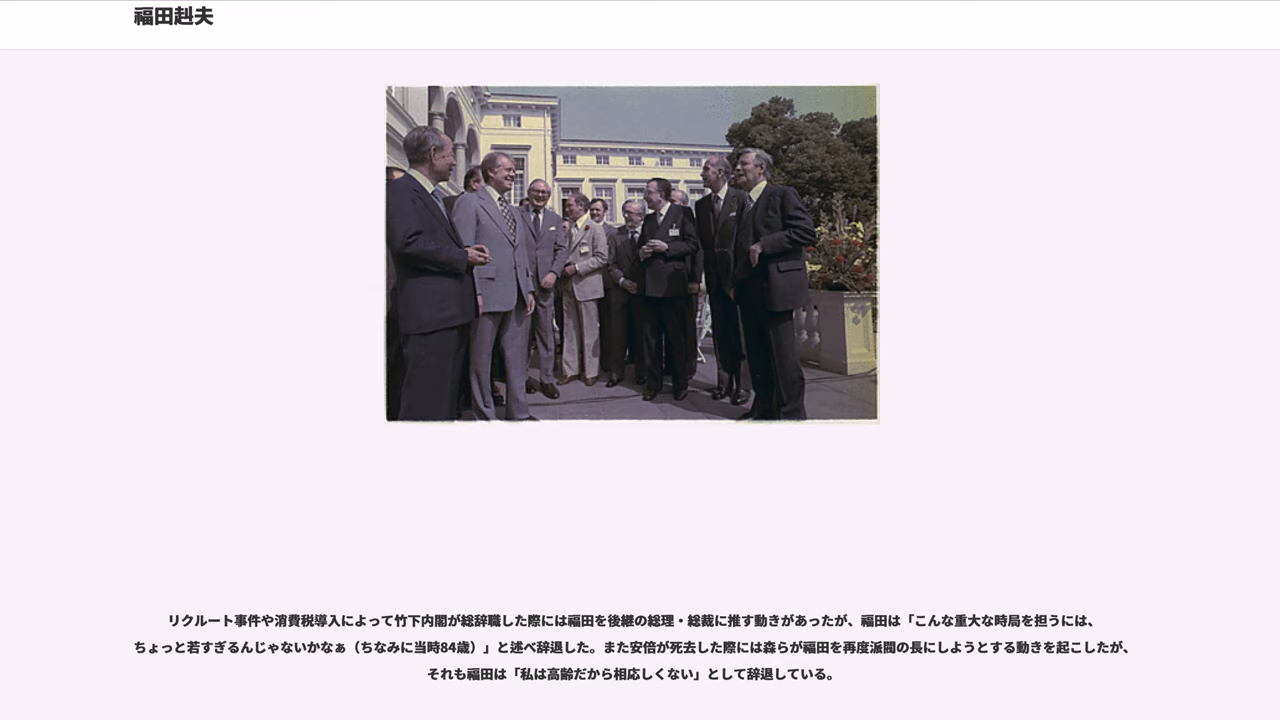 福田赳夫
リクルート事件や消費税導入によって竹下内閣が総辞職した際には福田を後継の総理・総裁に推す動きがあったが、福田は「こんな重大な時局を担うには、
ちょっと若すぎるんじゃないかなぁ（ちなみに当時84歳）」と述べ辞退した。また安倍が死去した際には森らが福田を再度派閥の長にしようとする動きを起こしたが、
それも福田は「私は高齢だから相応しくない」として辞退している。